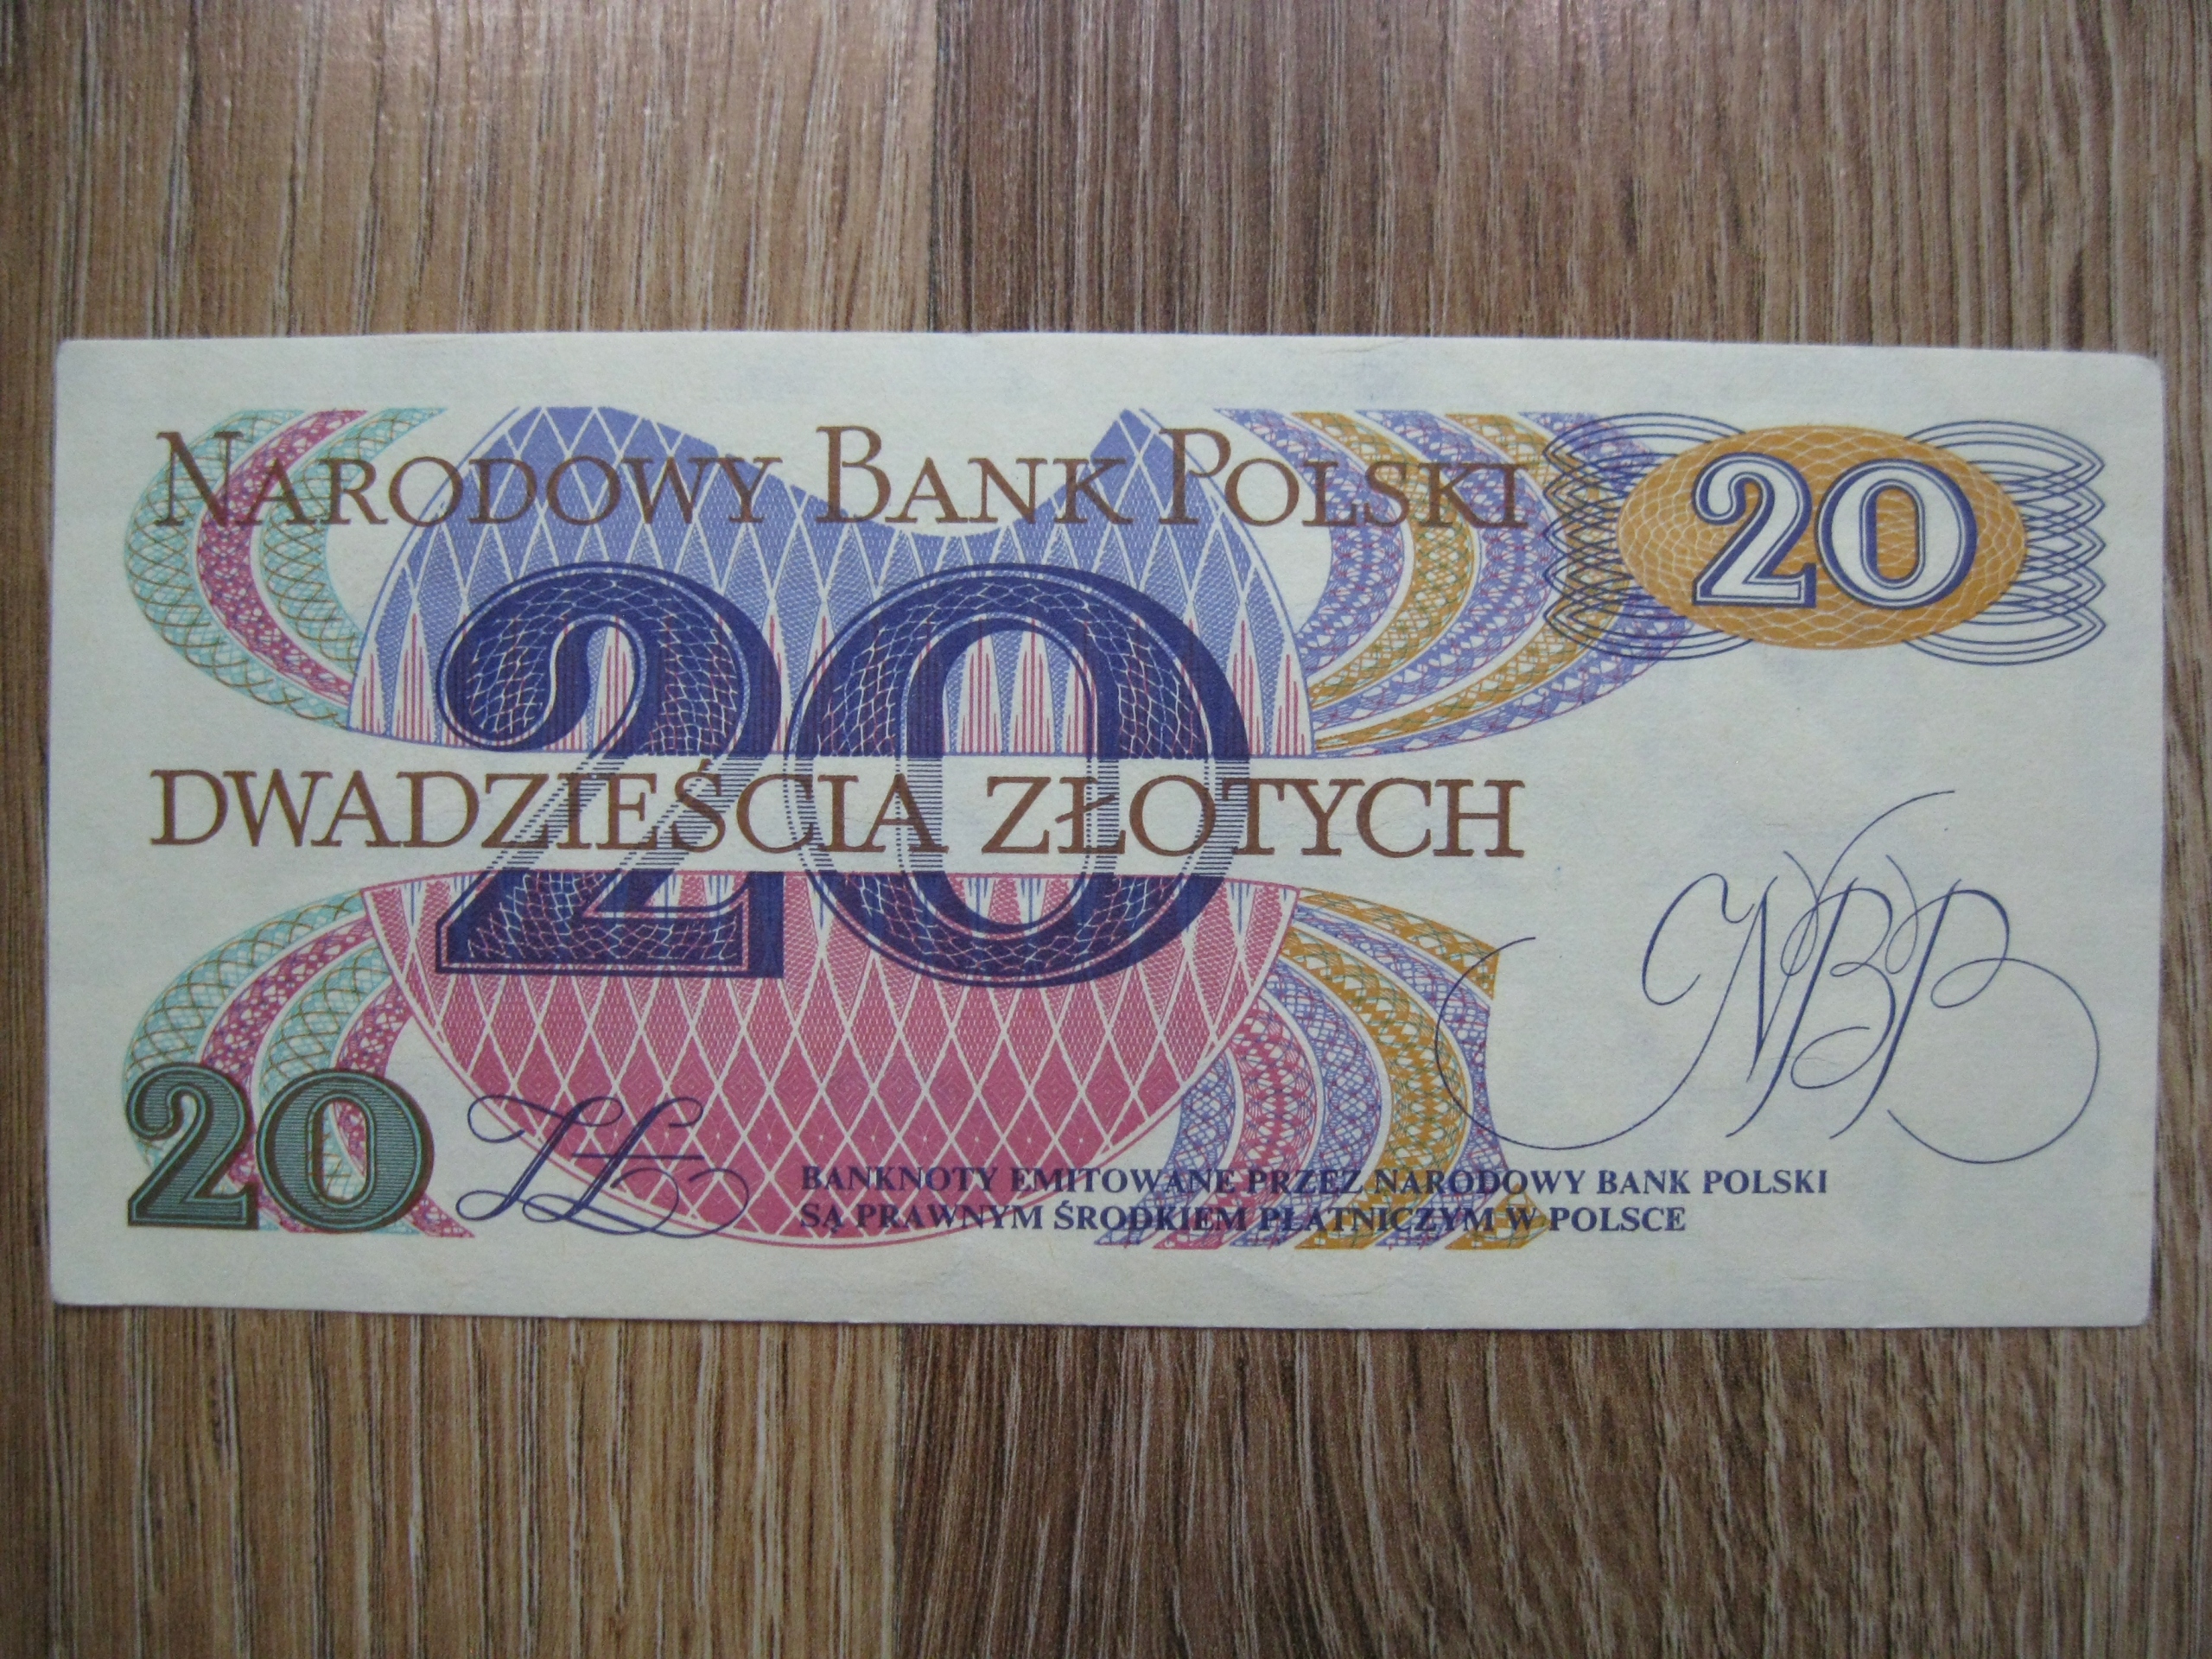 NARODOWY BANK POLSKI
20
20
DWADZIEŚCIA ZŁOTYCH
NBP
20 ZŁ
BANKNOTY EMITOWANE PRZEZ NARODOWY BANK POLSKI
SĄ PRAWNYM ŚRODKIEM PŁATNICZYM W POLSCE